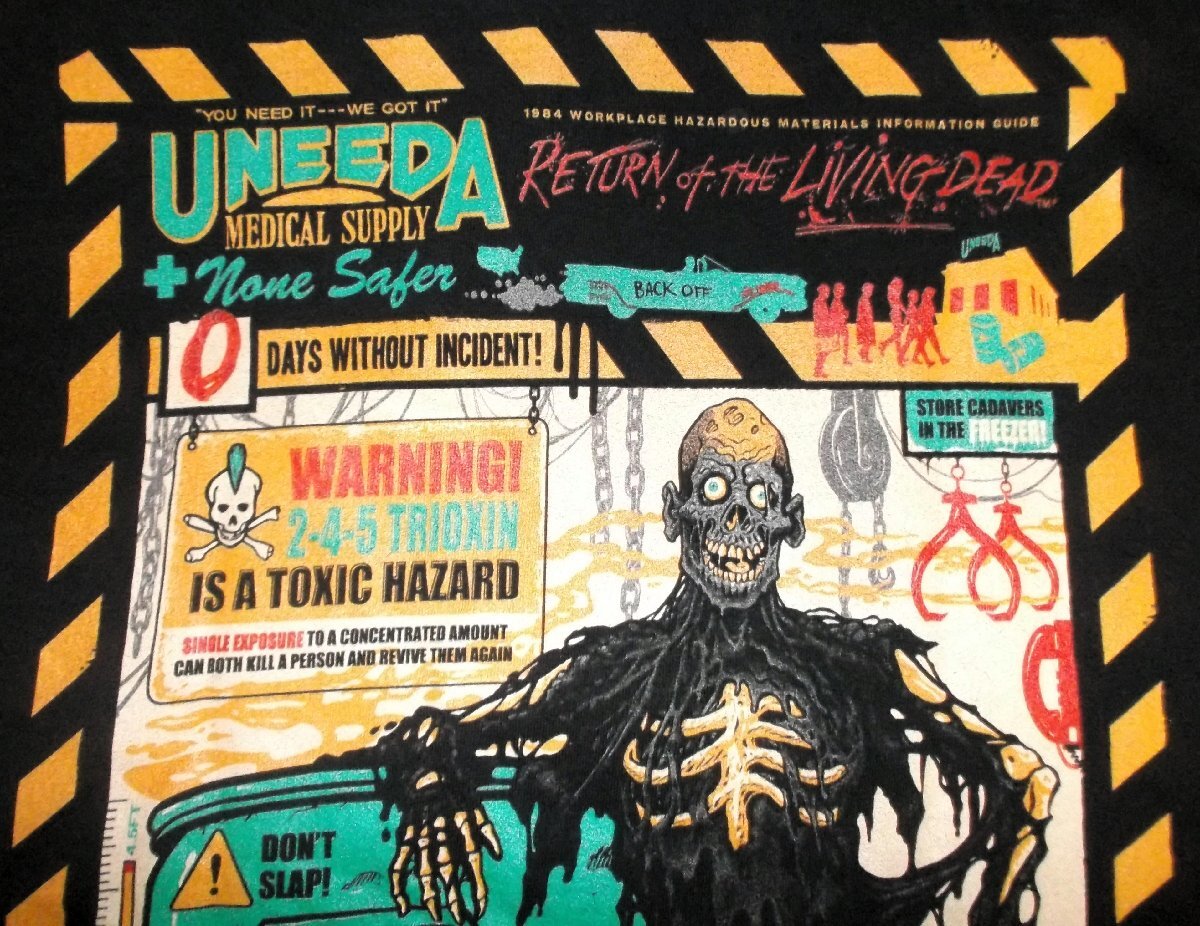 "YOU NEED IT---WE GOT IT"
UNEEDA
MEDICAL SUPPLY
None Safer
1984 WORKPLACE HAZARDOUS MATERIALS INFORMATION GUIDE
RETURN of THE LIVING DEAD
UNEEDA
BACK OFF
0
DAYS WITHOUT INCIDENT!
STORE CADAVERS
IN THE FREEZER!
WARNING!
2-4-5 TRIOXIN
IS A TOXIC HAZARD
SINGLE EXPOSURE TO A CONCENTRATED AMOUNT
CAN BOTH KILL A PERSON AND REVIVE THEM AGAIN
4.5FT
!
DON'T
SLAP!